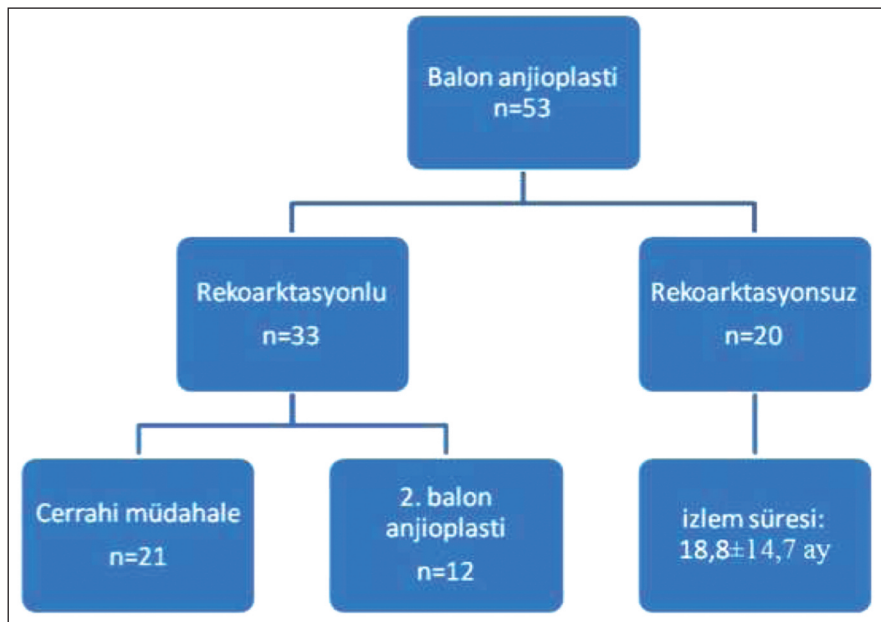 Balon anjioplasti
n=53
Rekoarktasyonlu
n=33
Rekoarktasyonsuz
n=20
Cerrahi müdahale
n=21
2. balon
anjioplasti
n=12
izlem süresi:
18,8±14,7 ay